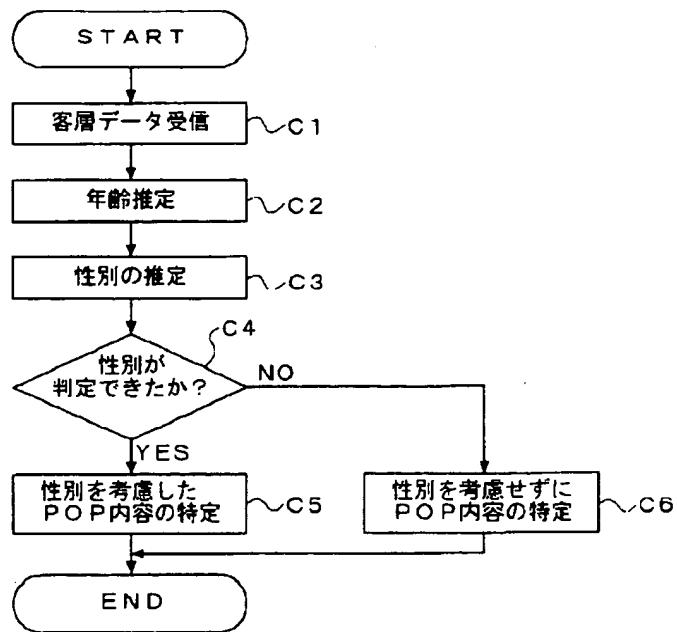 START
客層データ受信
C1
年齢推定
C2
性別の推定
C3
C4
性別が
判定できたか?
NO
YES
性別を考慮した
POP内容の特定
C5
性別を考慮せずに
POP内容の特定
C6
END